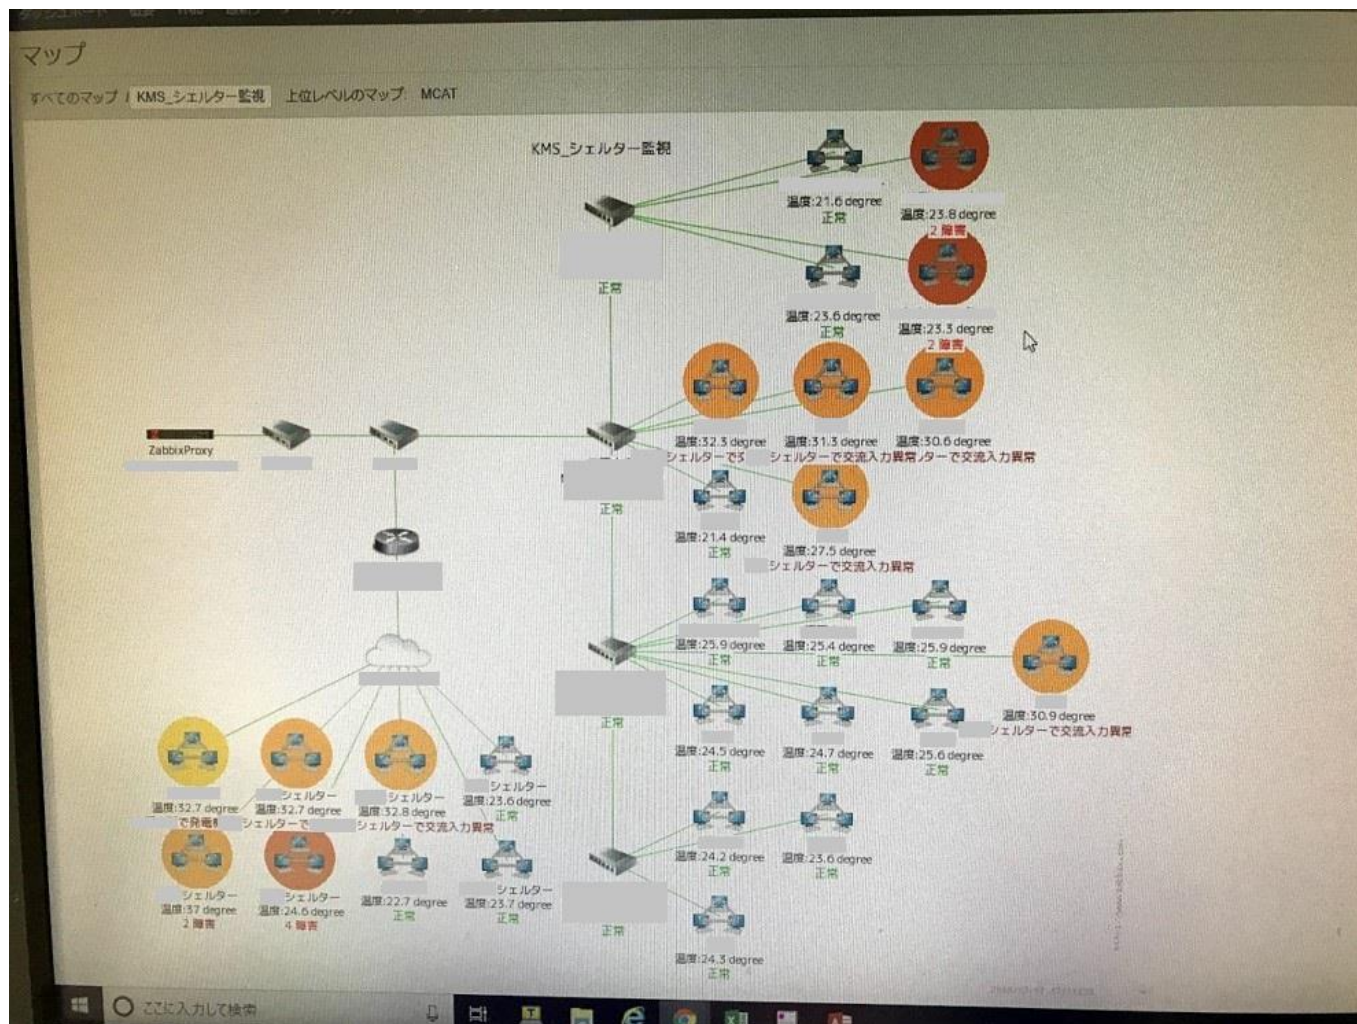 マップ
すべてのマップ / KMS_シェルター監視 上位レベルのマップ: MCAT
KMS_シェルター監視
温度:21.6 degree
正常
温度:23.8 degree
2 障害
正常
温度:23.6 degree
正常
温度:23.3 degree
2 障害
ZabbixProxy
温度:32.3 degree
シェルターで
温度:31.3 degree
シェルターで交流入力異常
温度:30.6 degree
ターで交流入力異常
正常
温度:21.4 degree
正常
温度:27.5 degree
シェルターで交流入力異常
温度:25.9 degree
正常
温度:25.4 degree
正常
温度:25.9 degree
正常
温度:30.9 degree
シェルターで交流入力異常
正常
温度:24.5 degree
正常
温度:24.7 degree
正常
温度:25.6 degree
正常
温度:32.7 degree
で発電
シェルター
温度:32.7 degree
シェルターで
シェルター
温度:32.8 degree
シェルターで交流入力異常
シェルター
温度:23.6 degree
正常
シェルター
温度:37 degree
2 障害
シェルター
温度:24.6 degree
4 障害
温度:22.7 degree
正常
シェルター
温度:23.7 degree
正常
温度:24.2 degree
正常
温度:23.6 degree
正常
正常
温度:24.3 degree
正常
ここに入力して検索